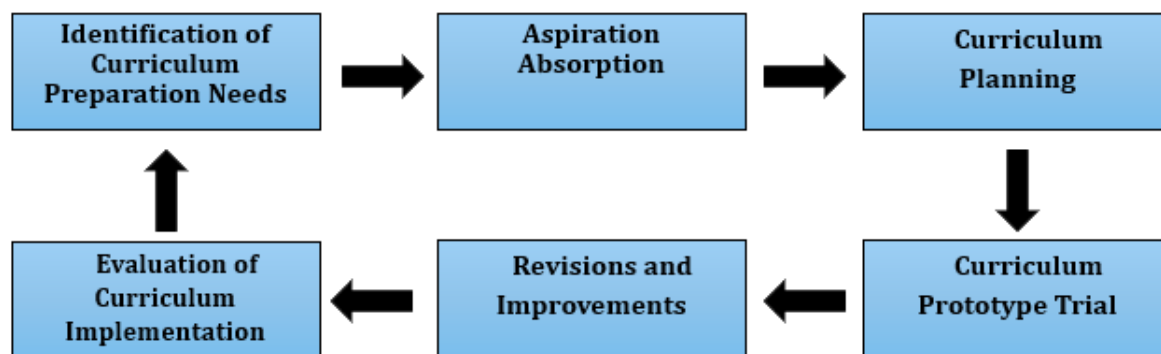 Identification of
Curriculum
Preparation Needs
Aspiration
Absorption
Curriculum
Planning
Curriculum
Prototype Trial
Revisions and
Improvements
Evaluation of
Curriculum
Implementation